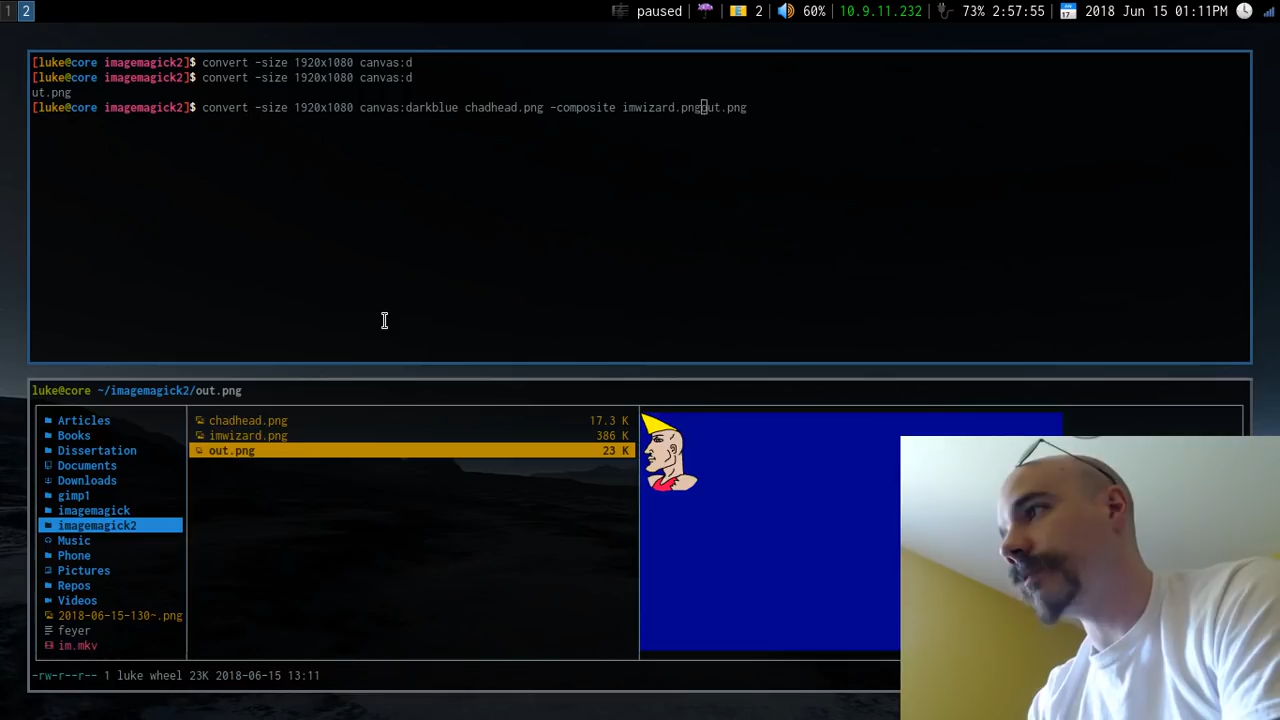 1 2 paused 2 60% 10.9.11.232 73% 2:57:55 2018 Jun 15 01:11PM
[luke@core imagemagick2]$ convert -size 1920x1080 canvas:d
[luke@core imagemagick2]$ convert -size 1920x1080 canvas:d
ut.png
[luke@core imagemagick2]$ convert -size 1920x1080 canvas:darkblue chadhead.png -composite imwizard.pngout.png
luke@core ~/imagemagick2/out.png
Articles chadhead.png 17.3 K
Books imwizard.png 386 K
Dissertation out.png 23 K
Documents
Downloads
gimp1
imagemagick
imagemagick2
Music
Phone
Pictures
Repos
Videos
2018-06-15-130~.png
feyer
im.mkv
-rw-r--r-- 1 luke wheel 23K 2018-06-15 13:11